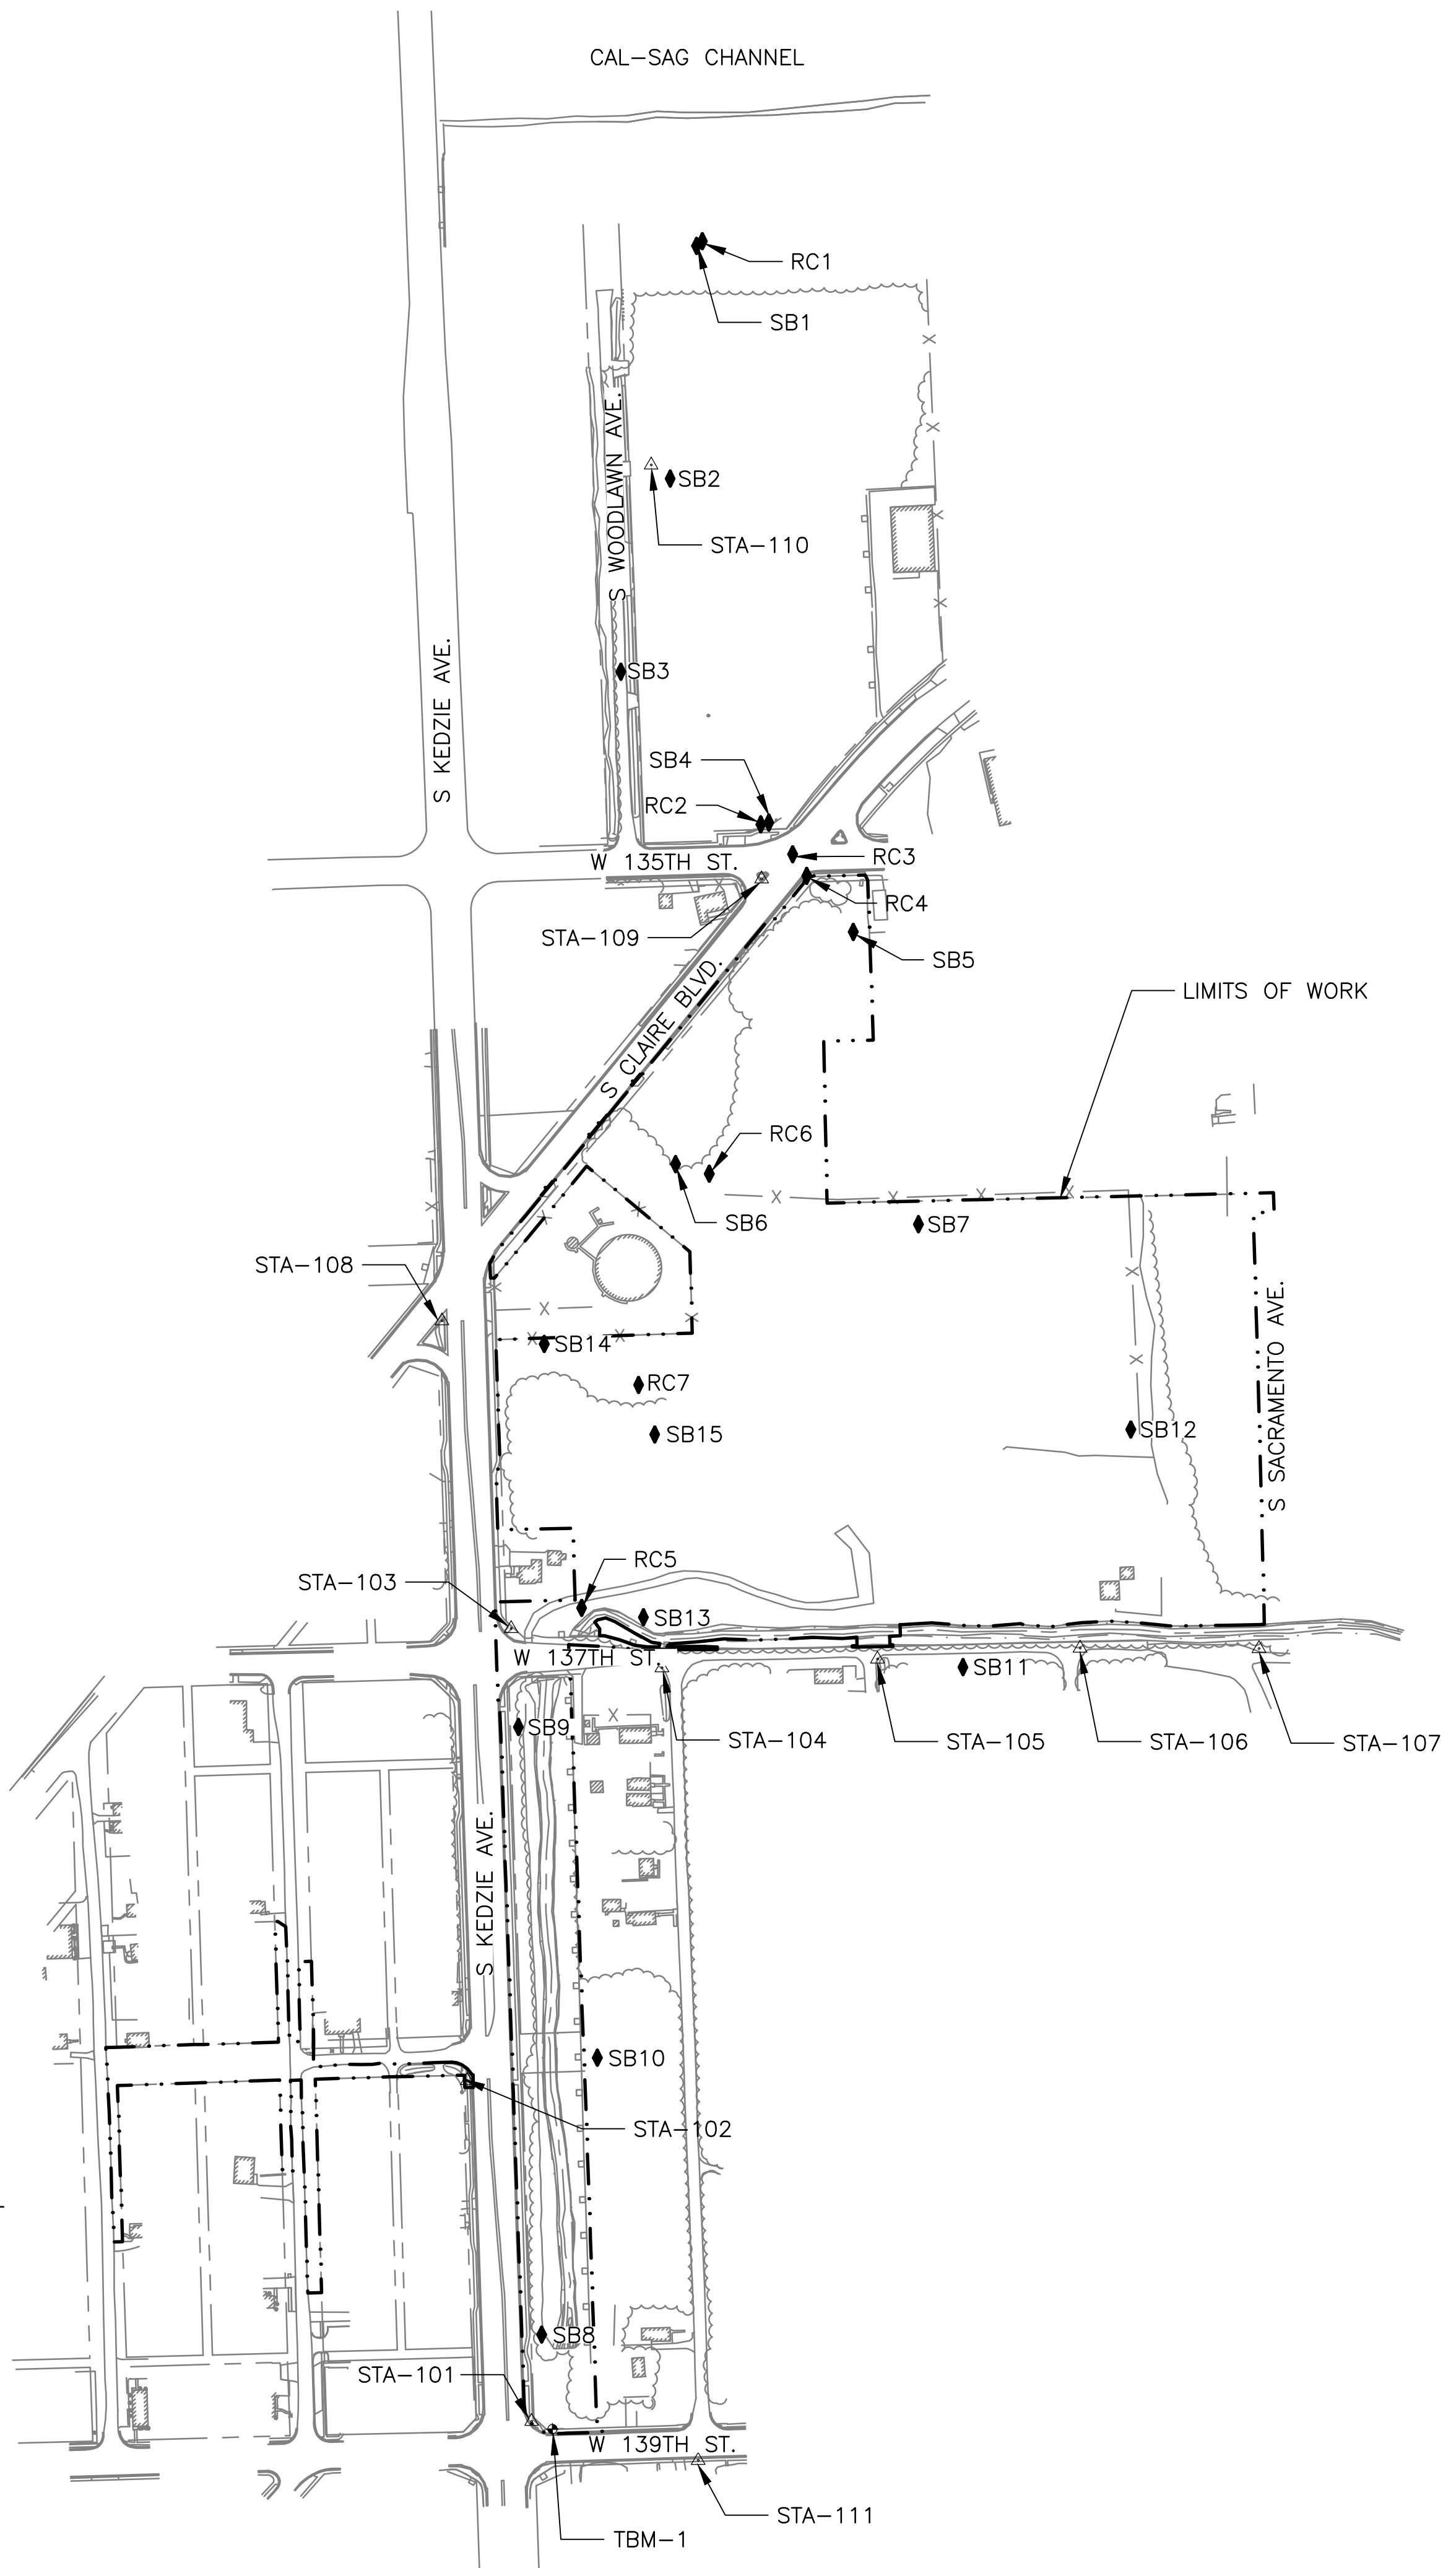 CAL-SAG CHANNEL
RC1
SB1
S WOODLAWN AVE.
SB2
STA-110
SB3
S KEDZIE AVE.
SB4
RC2
RC3
W 135TH ST.
RC4
STA-109
SB5
S CLAIRE BLVD.
LIMITS OF WORK
RC6
SB6
SB7
STA-108
SB14
RC7
SB15
SB12
S SACRAMENTO AVE.
RC5
STA-103
SB13
W 137TH ST.
SB11
SB9
STA-104
STA-105
STA-106
STA-107
S KEDZIE AVE.
SB10
STA-102
SB8
STA-101
W 139TH ST.
STA-111
TBM-1